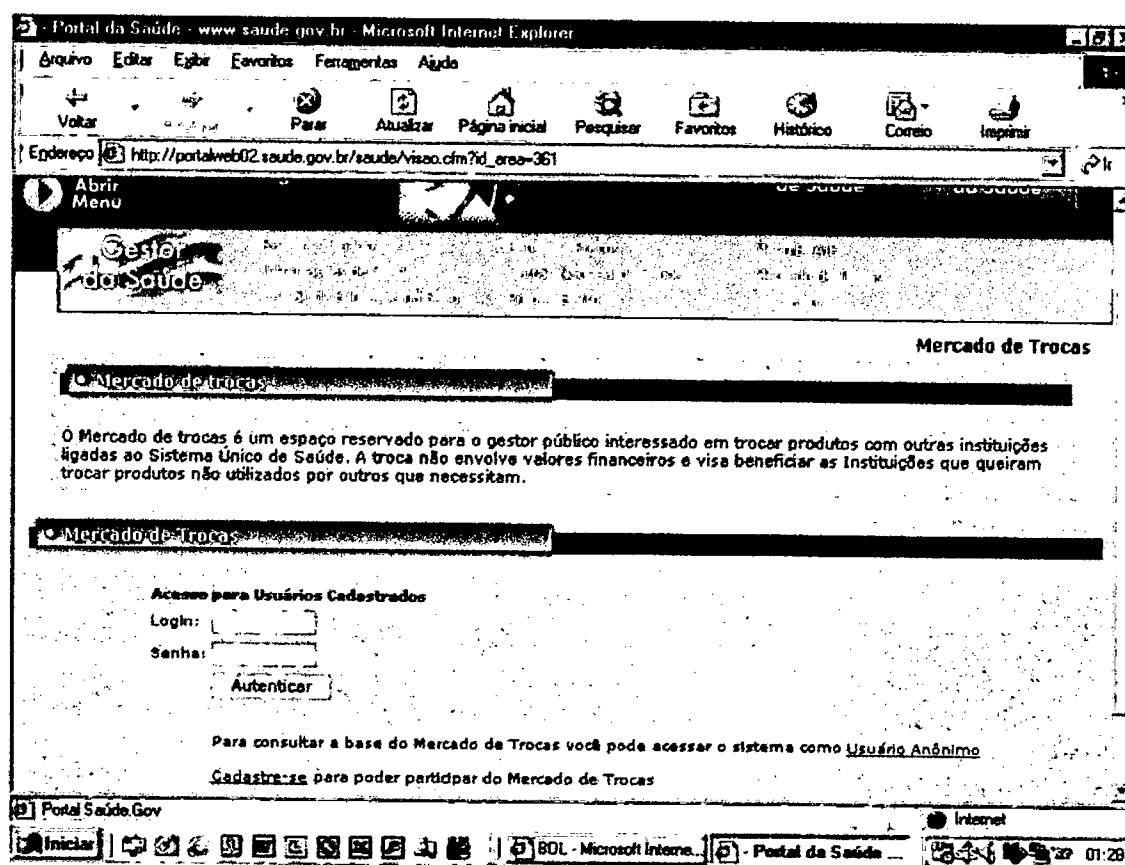 - Portal da Saúde - www.saude.gov.br - Microsoft Internet Explorer
Arquivo Editar Exibir Favoritos Ferramentas Ajuda
Voltar Parar Atualizar Página inicial Pesquisar Favoritos Histórico Correio Imprimir
Endereço http://portalweb02.saude.gov.br/saude/visao.cfm?id_area=361 Ir
Abrir
Menu
de Saúde
da Saúde
Gestor
da Saúde
Mercado de Trocas
Mercado de trocas
O Mercado de trocas é um espaço reservado para o gestor público interessado em trocar produtos com outras instituições
ligadas ao Sistema Único de Saúde. A troca não envolve valores financeiros e visa beneficiar as Instituições que queiram
trocar produtos não utilizados por outros que necessitam.
Mercado de Trocas
Acesso para Usuários Cadastrados
Login:
Senha:
Autenticar
Para consultar a base do Mercado de Trocas você pode acessar o sistema como Usuário Anônimo
Cadastre-se para poder participar do Mercado de Trocas
Portal Saúde.Gov Internet
Iniciar BOL - Microsoft Interne... - Portal da Saúde ... 01:28